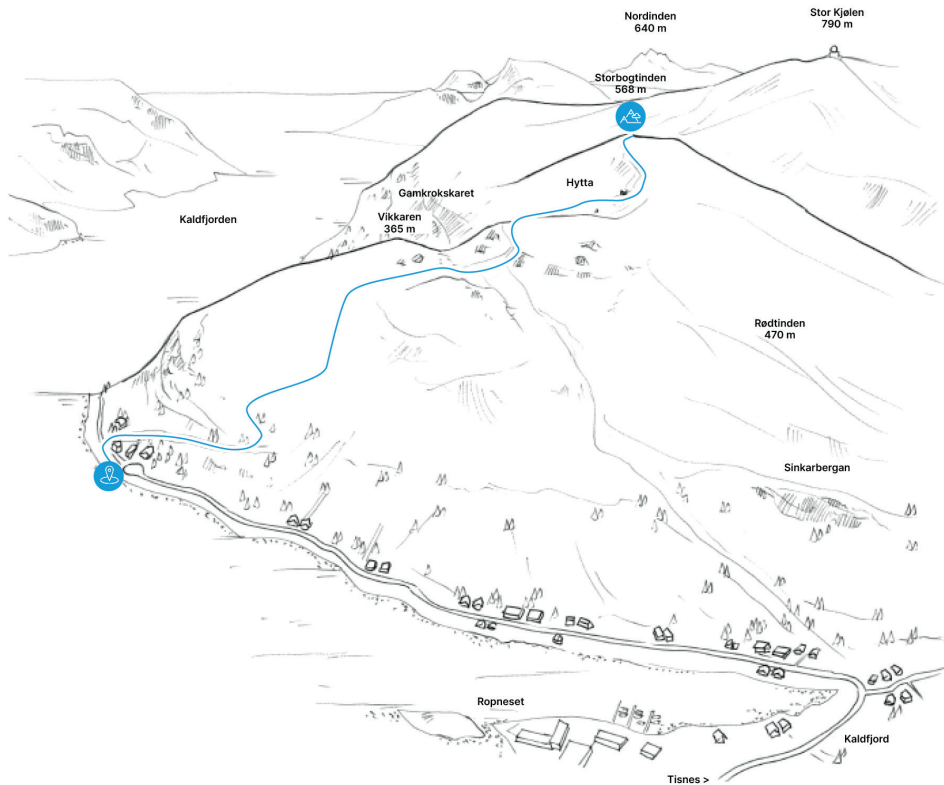 Nordinden
640 m
Stor Kjølen
790 m
Storbogtinden
568 m
Hytta
Gamkrokskaret
Vikkaren
365 m
Kaldfjorden
Rødtinden
470 m
Sinkarbergan
Ropneset
Kaldfjord
Tisnes >